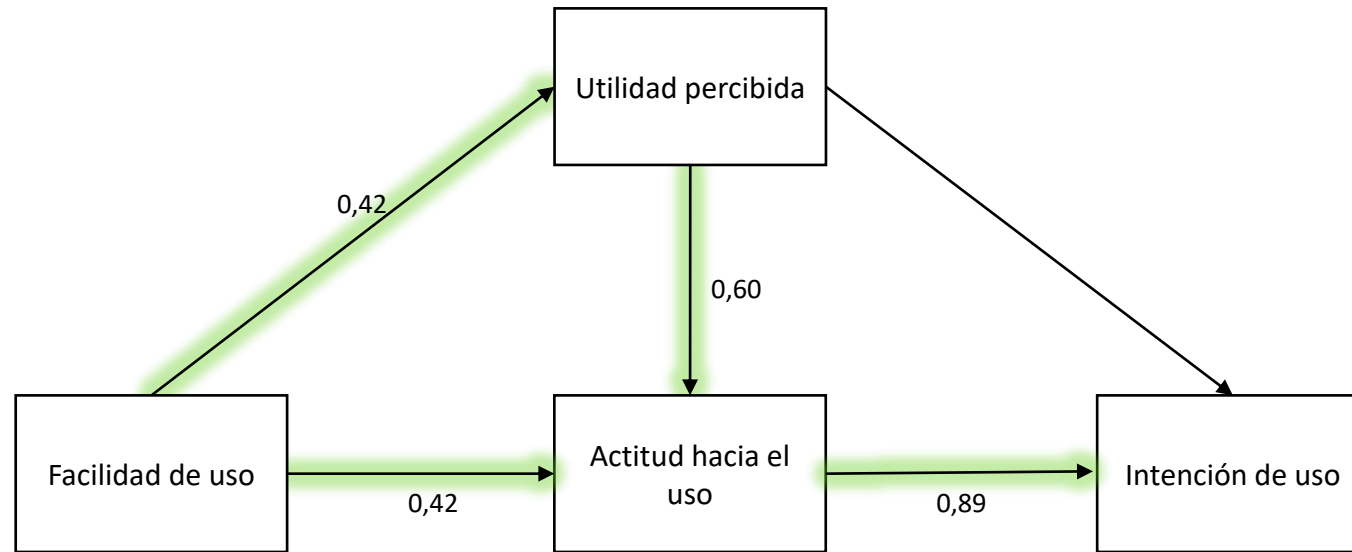 Utilidad percibida
0,42
0,60
Facilidad de uso
0,42
Actitud hacia el
uso
0,89
Intención de uso